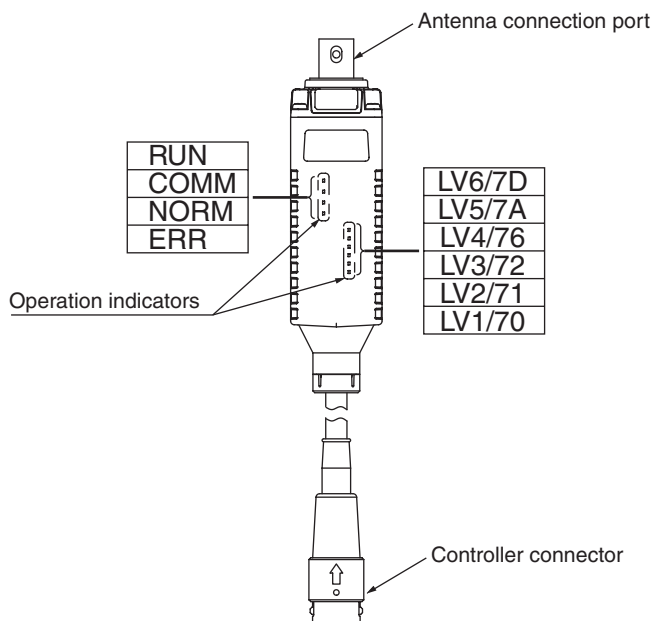 Antenna connection port
RUN
COMM
NORM
ERR
LV6/7D
LV5/7A
LV4/76
LV3/72
LV2/71
LV1/70
Operation indicators
Controller connector